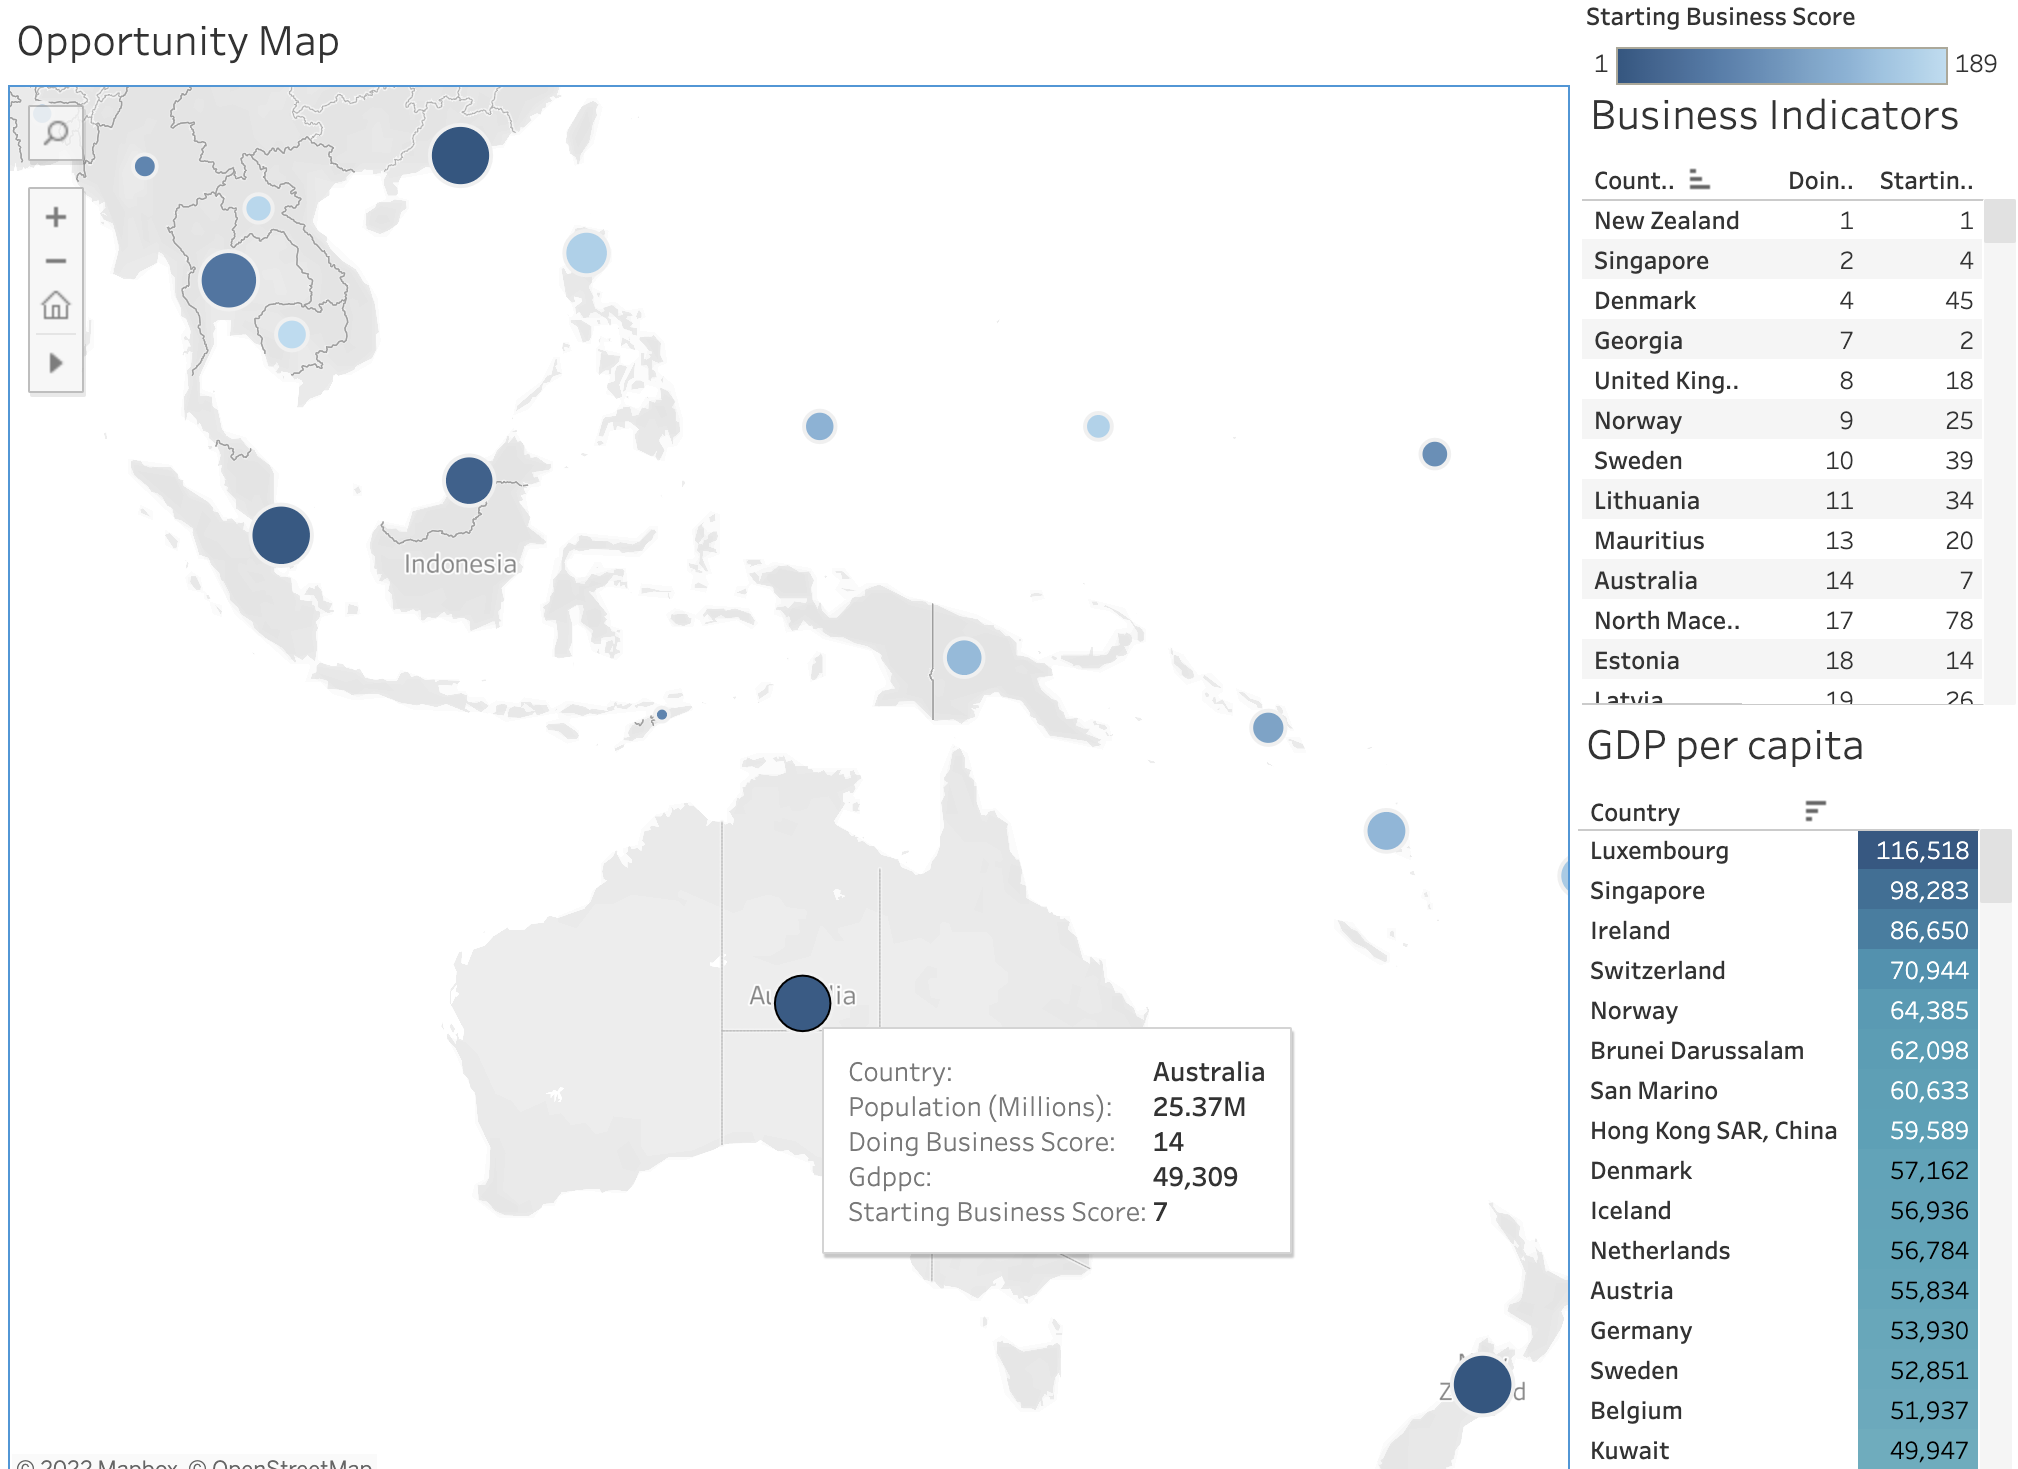 Opportunity Map
Starting Business Score
1 189
Business Indicators
Count.. Doin.. Startin..
New Zealand 1 1
Singapore 2 4
Denmark 4 45
Georgia 7 2
United King.. 8 18
Norway 9 25
Sweden 10 39
Lithuania 11 34
Mauritius 13 20
Australia 14 7
North Mace.. 17 78
Estonia 18 14
Latvia 19 26
GDP per capita
Country
Luxembourg 116,518
Singapore 98,283
Ireland 86,650
Switzerland 70,944
Norway 64,385
Brunei Darussalam 62,098
San Marino 60,633
Hong Kong SAR, China 59,589
Denmark 57,162
Iceland 56,936
Netherlands 56,784
Austria 55,834
Germany 53,930
Sweden 52,851
Belgium 51,937
Kuwait 49,947
Indonesia
Country: Australia
Population (Millions): 25.37M
Doing Business Score: 14
Gdppc: 49,309
Starting Business Score: 7
© 2022 Mapbox © OpenStreetMap